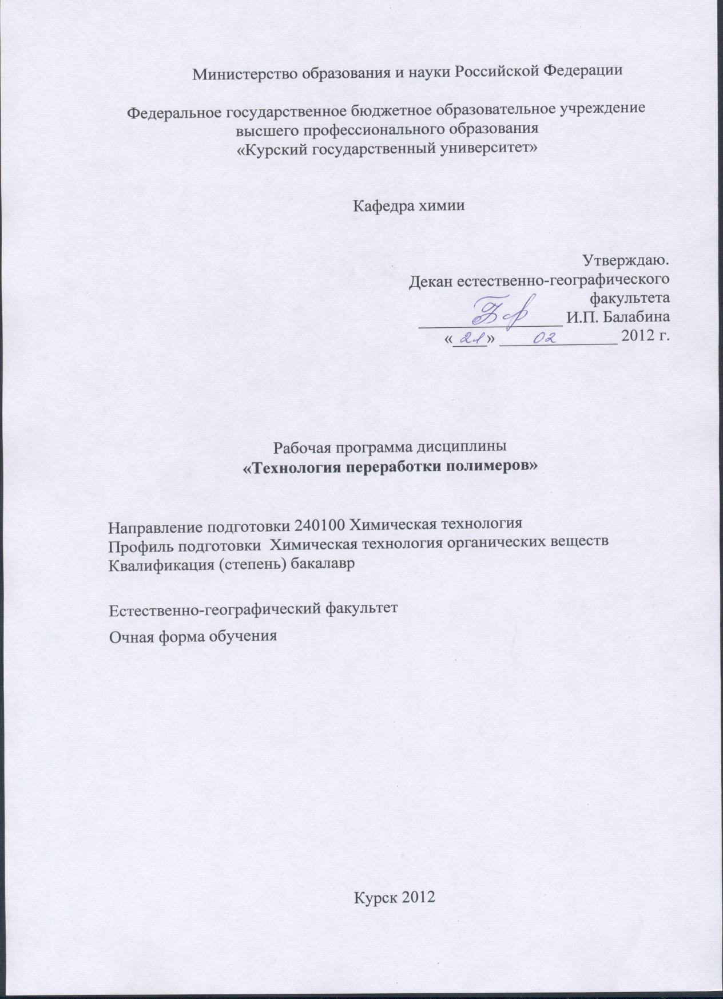 Министерство образования и науки Российской Федерации
Федеральное государственное бюджетное образовательное учреждение
высшего профессионального образования
«Курский государственный университет»
Кафедра химии
Утверждаю.
Декан естественно-географического
факультета
И.П. Балабина
«21» 02 2012 г.
Рабочая программа дисциплины
«Технология переработки полимеров»
Направление подготовки 240100 Химическая технология
Профиль подготовки Химическая технология органических веществ
Квалификация (степень) бакалавр
Естественно-географический факультет
Очная форма обучения
Курск 2012